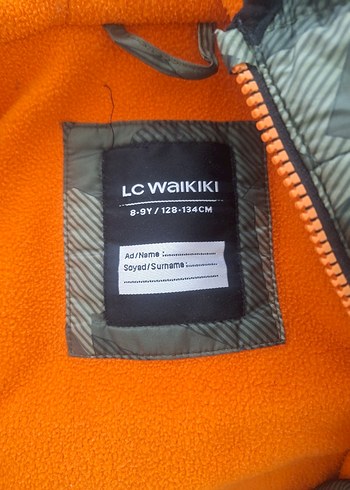 LC WAIKIKI
8-9Y / 128-134CM
Ad/Name :......................
Soyad/Surname:.............
........................................